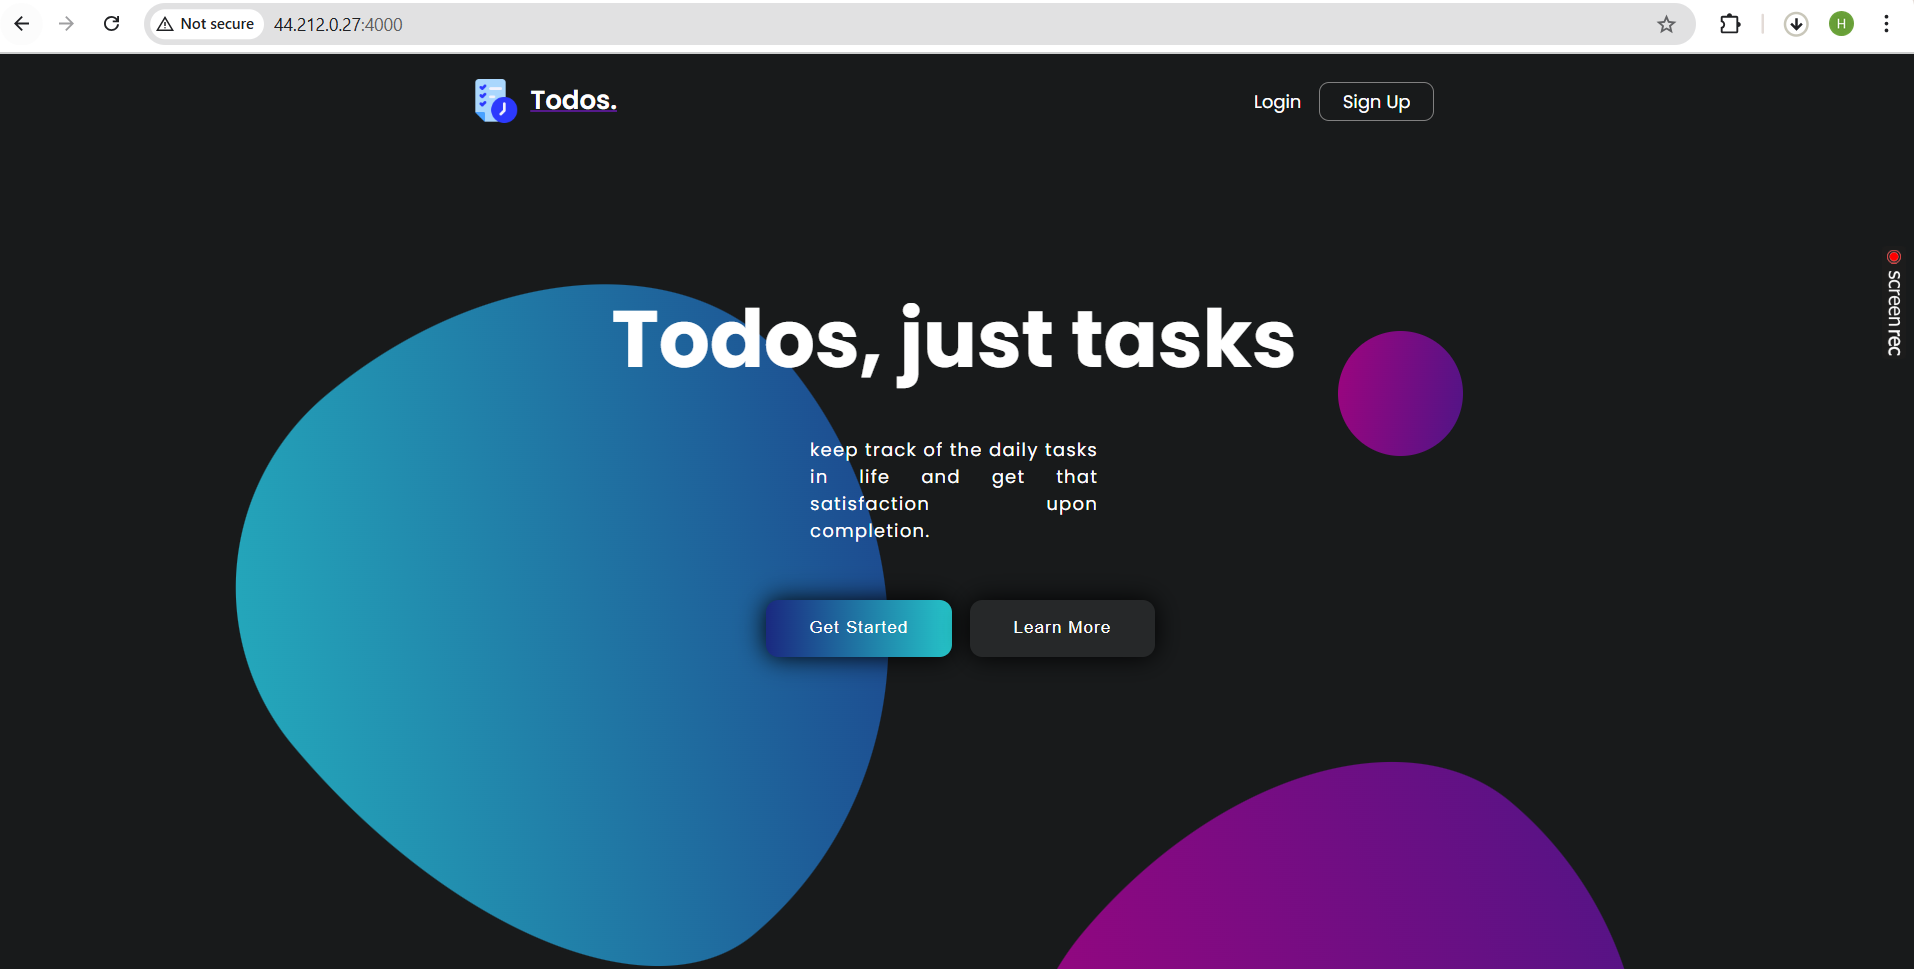 Not secure 44.212.0.27:4000
H
Todos.
Login
Sign Up
screenrec
Todos, just tasks
keep track of the daily tasks
in life and get that
satisfaction upon
completion.
Get Started
Learn More